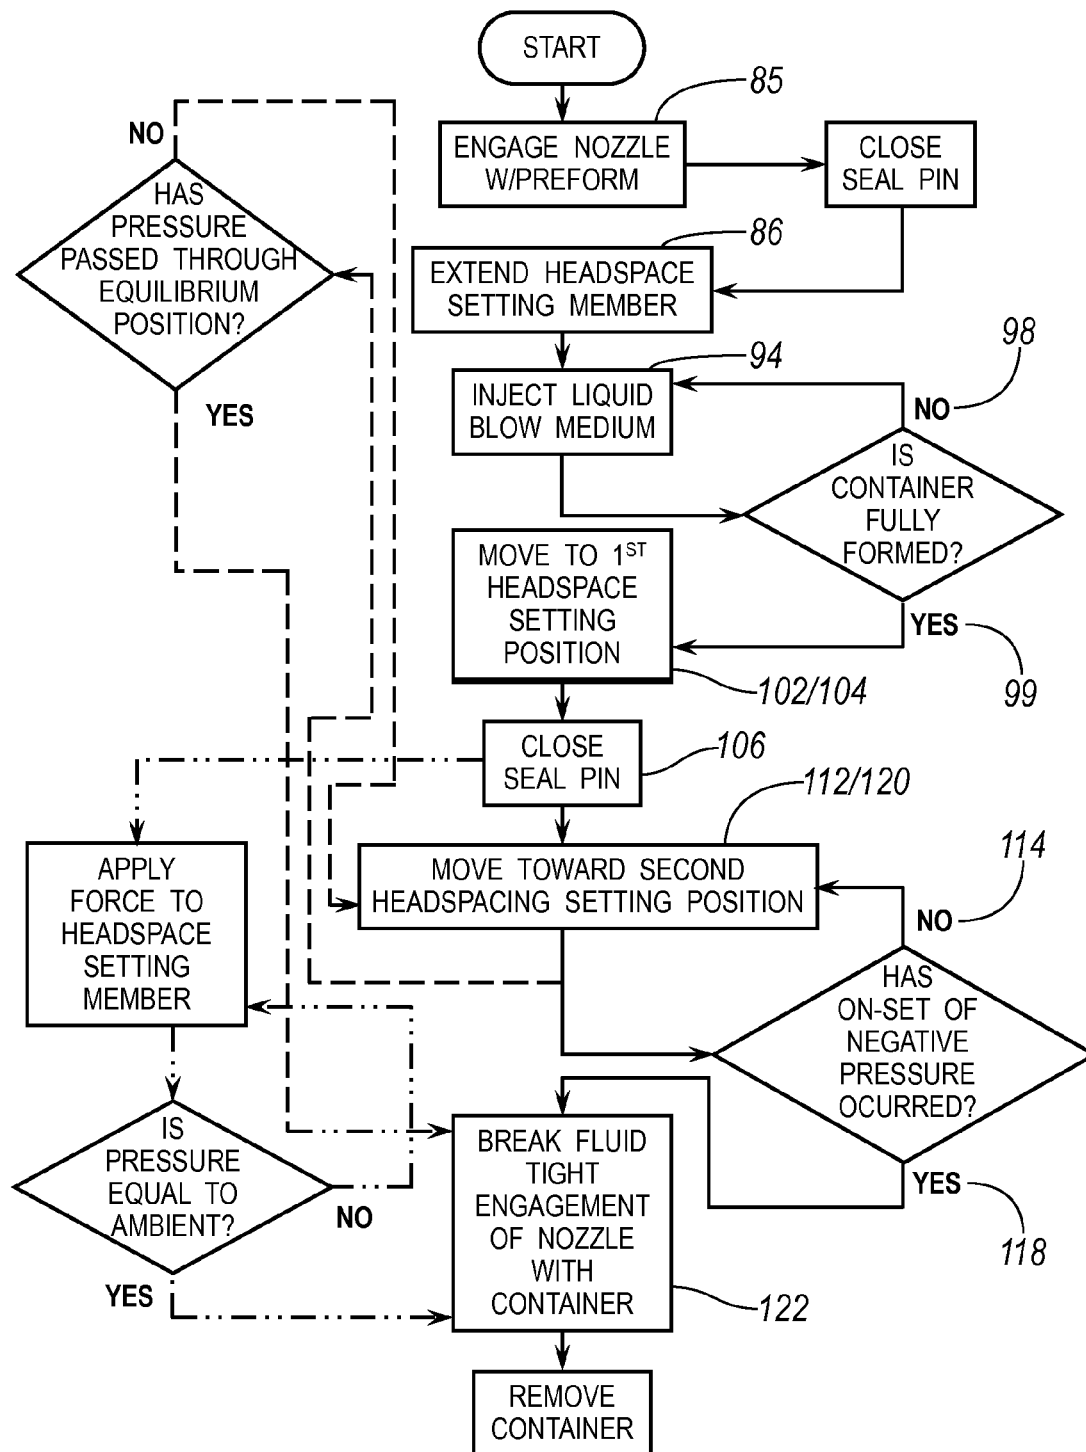 START
85
ENGAGE NOZZLE
W/PREFORM
CLOSE
SEAL PIN
86
EXTEND HEADSPACE
SETTING MEMBER
94
INJECT LIQUID
BLOW MEDIUM
98
NO
IS
CONTAINER
FULLY
FORMED?
YES
99
MOVE TO 1ST
HEADSPACE
SETTING
POSITION
102/104
CLOSE
SEAL PIN
106
112/120
MOVE TOWARD SECOND
HEADSPACING SETTING POSITION
114
NO
HAS
ON-SET OF
NEGATIVE
PRESSURE
OCURRED?
YES
118
NO
HAS
PRESSURE
PASSED THROUGH
EQUILIBRIUM
POSITION?
YES
APPLY
FORCE TO
HEADSPACE
SETTING
MEMBER
IS
PRESSURE
EQUAL TO
AMBIENT?
NO
YES
BREAK FLUID
TIGHT
ENGAGEMENT
OF NOZZLE
WITH
CONTAINER
122
REMOVE
CONTAINER